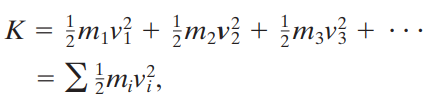 K = ½m₁v₁² + ½m₂v₂² + ½m₃v₃² + · · ·
= Σ ½mᵢvᵢ²,